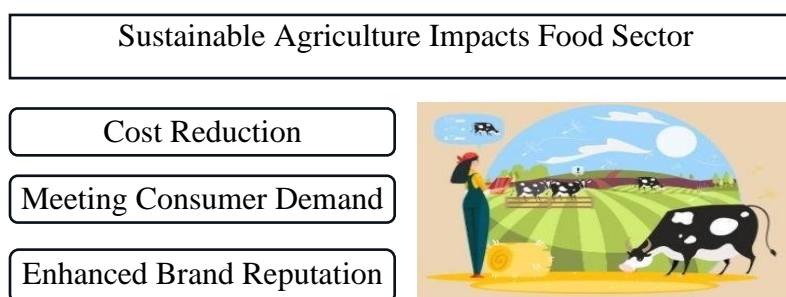 Sustainable Agriculture Impacts Food Sector
Cost Reduction
Meeting Consumer Demand
Enhanced Brand Reputation